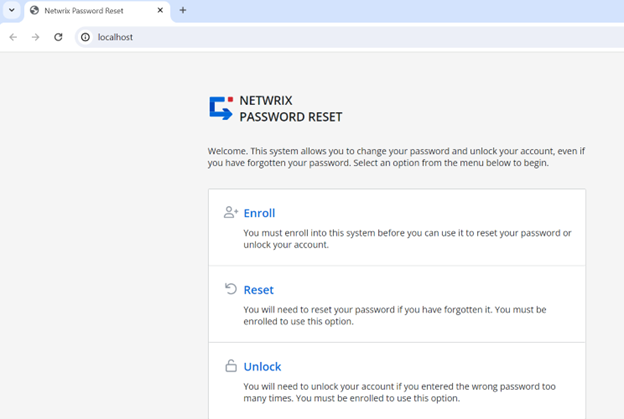 Netwrix Password Reset
localhost
NETWRIX
PASSWORD RESET
Welcome. This system allows you to change your password and unlock your account, even if
you have forgotten your password. Select an option from the menu below to begin.
Enroll
You must enroll into this system before you can use it to reset your password or
unlock your account.
Reset
You will need to reset your password if you have forgotten it. You must be
enrolled to use this option.
Unlock
You will need to unlock your account if you entered the wrong password too
many times. You must be enrolled to use this option.